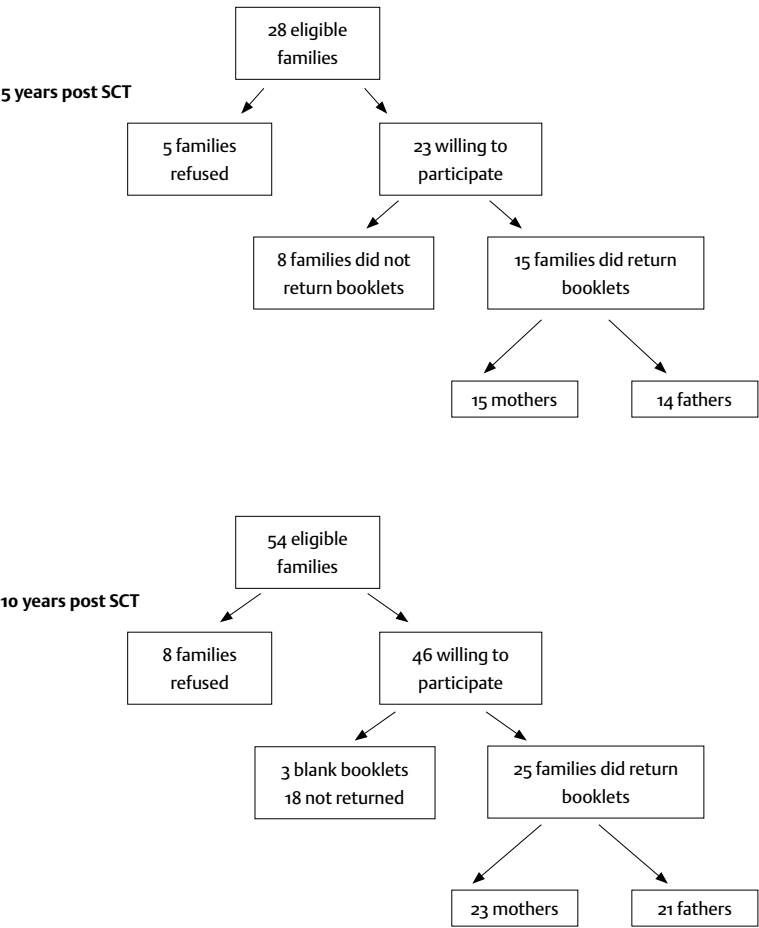 28 eligible
families
5 years post SCT
5 families
refused
23 willing to
participate
8 families did not
return booklets
15 families did return
booklets
15 mothers
14 fathers
54 eligible
families
10 years post SCT
8 families
refused
46 willing to
participate
3 blank booklets
18 not returned
25 families did return
booklets
23 mothers
21 fathers